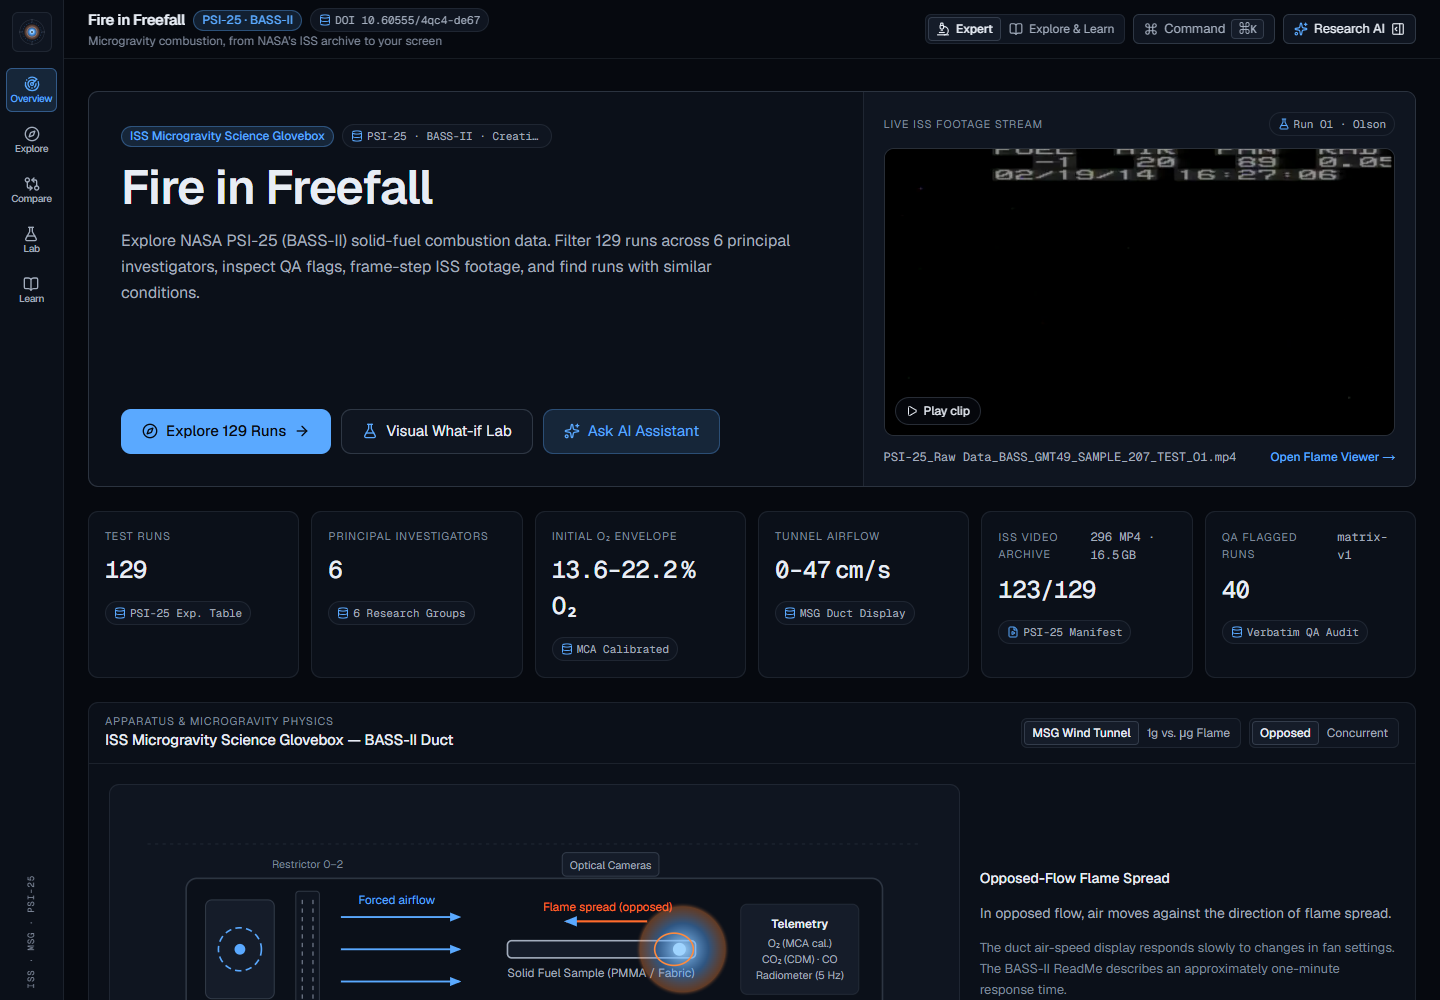 Fire in Freefall
PSI-25 · BASS-II
DOI 10.60555/4qc4-de67
Microgravity combustion, from NASA's ISS archive to your screen
Expert
Explore & Learn
Command
⌘K
Research AI
Overview
Explore
Compare
Lab
Learn
ISS · MSG · PSI-25
ISS Microgravity Science Glovebox
PSI-25 · BASS-II · Creati…
Fire in Freefall
Explore NASA PSI-25 (BASS-II) solid-fuel combustion data. Filter 129 runs across 6 principal
investigators, inspect QA flags, frame-step ISS footage, and find runs with similar
conditions.
Explore 129 Runs →
Visual What-if Lab
Ask AI Assistant
LIVE ISS FOOTAGE STREAM
Run 01 · Olson
FUEL AIR FAN RAD
-1 20 89 0.05
02/19/14 16:27:06
Play clip
PSI-25_Raw Data_BASS_GMT49_SAMPLE_207_TEST_01.mp4
Open Flame Viewer →
TEST RUNS
129
PSI-25 Exp. Table
PRINCIPAL INVESTIGATORS
6
6 Research Groups
INITIAL O₂ ENVELOPE
13.6–22.2%
O₂
MCA Calibrated
TUNNEL AIRFLOW
0–47 cm/s
MSG Duct Display
ISS VIDEO
ARCHIVE
296 MP4 ·
16.5 GB
123/129
PSI-25 Manifest
QA FLAGGED
RUNS
matrix-
v1
40
Verbatim QA Audit
APPARATUS & MICROGRAVITY PHYSICS
ISS Microgravity Science Glovebox — BASS-II Duct
MSG Wind Tunnel
1g vs. µg Flame
Opposed
Concurrent
Restrictor 0–2
Optical Cameras
Forced airflow
Flame spread (opposed)
Solid Fuel Sample (PMMA / Fabric)
Telemetry
O₂ (MCA cal.)
CO₂ (CDM) · CO
Radiometer (5 Hz)
Opposed-Flow Flame Spread
In opposed flow, air moves against the direction of flame spread.
The duct air-speed display responds slowly to changes in fan settings.
The BASS-II ReadMe describes an approximately one-minute
response time.